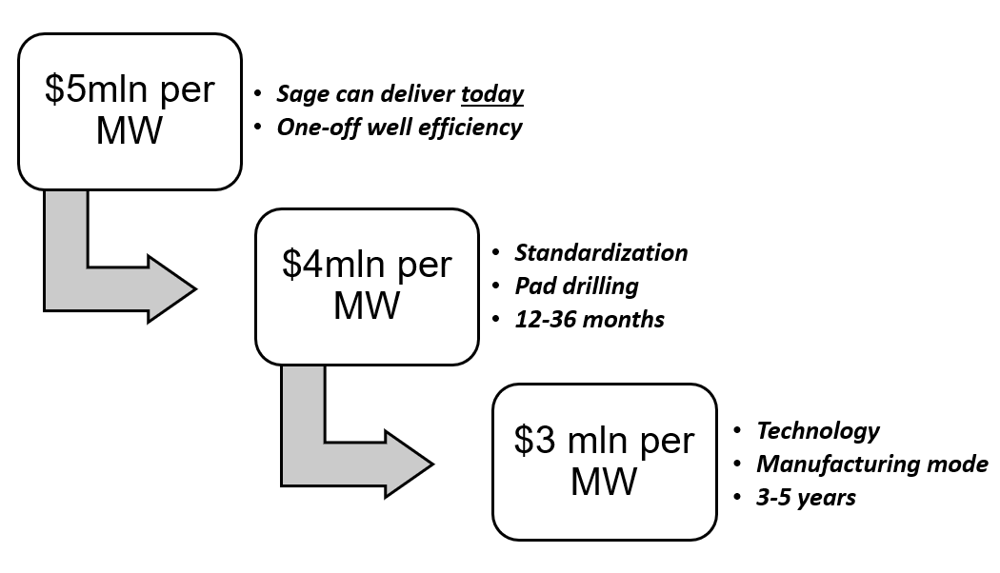 $5mln per
MW
• Sage can deliver today
• One-off well efficiency
$4mln per
MW
• Standardization
• Pad drilling
• 12-36 months
$3 mln per
MW
• Technology
• Manufacturing mode
• 3-5 years